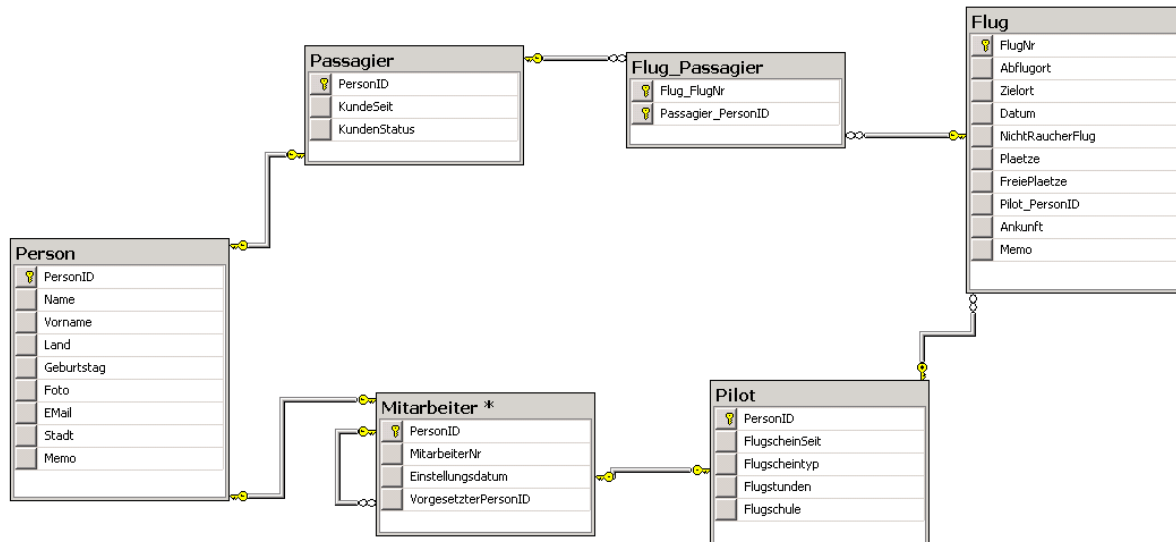 Passagier
PersonID
KundeSeit
KundenStatus
Flug_Passagier
Flug_FlugNr
Passagier_PersonID
Flug
FlugNr
Abflugort
Zielort
Datum
NichtRaucherFlug
Plaetze
FreiePlaetze
Pilot_PersonID
Ankunft
Memo
Person
PersonID
Name
Vorname
Land
Geburtstag
Foto
EMail
Stadt
Memo
Mitarbeiter *
PersonID
MitarbeiterNr
Einstellungsdatum
VorgesetzterPersonID
Pilot
PersonID
FlugscheinSeit
Flugscheintyp
Flugstunden
Flugschule